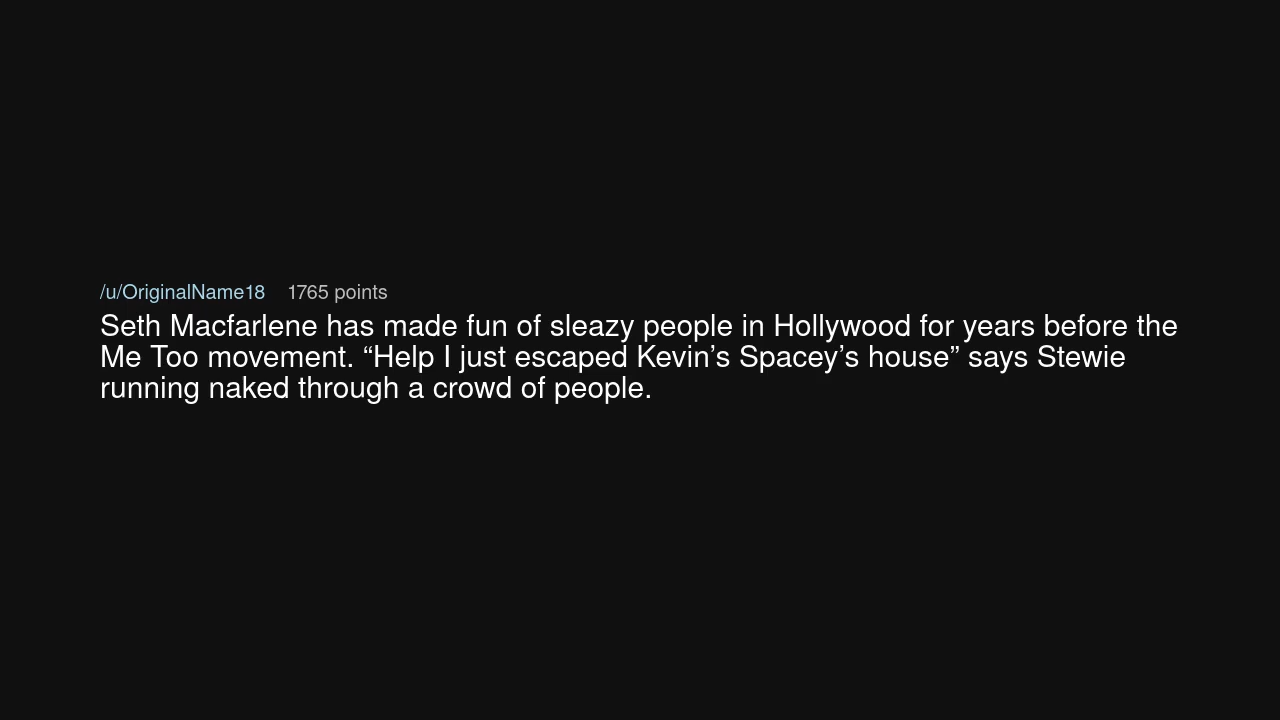 /u/OriginalName18 1765 points
Seth Macfarlene has made fun of sleazy people in Hollywood for years before the
Me Too movement. “Help I just escaped Kevin’s Spacey’s house” says Stewie
running naked through a crowd of people.